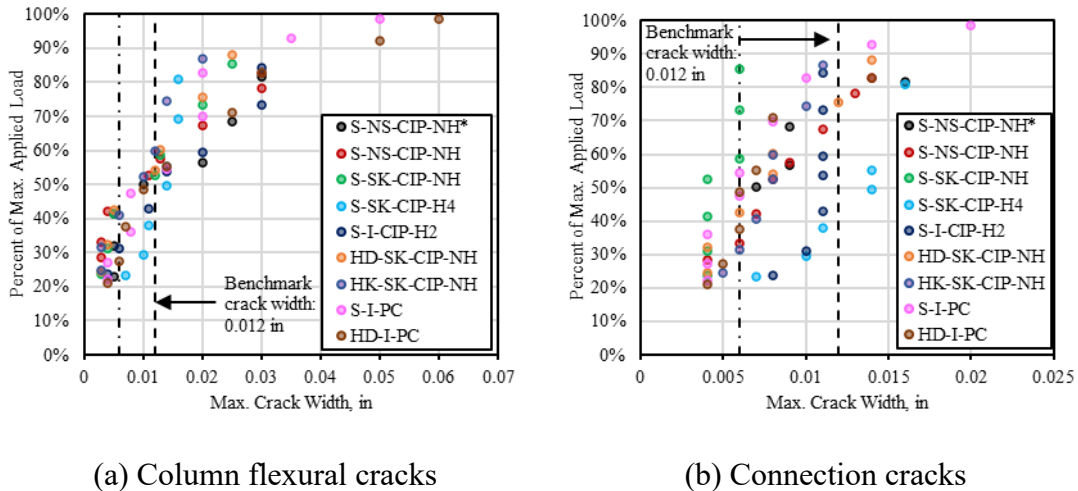 100%
90%
80%
70%
60%
50%
40%
30%
20%
10%
0%
Percent of Max. Applied Load
0
0.01
0.02
0.03
0.04
0.05
0.06
0.07
Max. Crack Width, in
Benchmark
crack width:
0.012 in
S-NS-CIP-NH*
S-NS-CIP-NH
S-SK-CIP-NH
S-SK-CIP-H4
S-I-CIP-H2
HD-SK-CIP-NH
HK-SK-CIP-NH
S-I-PC
HD-I-PC
(a) Column flexural cracks
100%
90%
80%
70%
60%
50%
40%
30%
20%
10%
0%
Percent of Max. Applied Load
0
0.005
0.01
0.015
0.02
0.025
Max. Crack Width, in
Benchmark
crack width:
0.012 in
S-NS-CIP-NH*
S-NS-CIP-NH
S-SK-CIP-NH
S-SK-CIP-H4
S-I-CIP-H2
HD-SK-CIP-NH
HK-SK-CIP-NH
S-I-PC
HD-I-PC
(b) Connection cracks